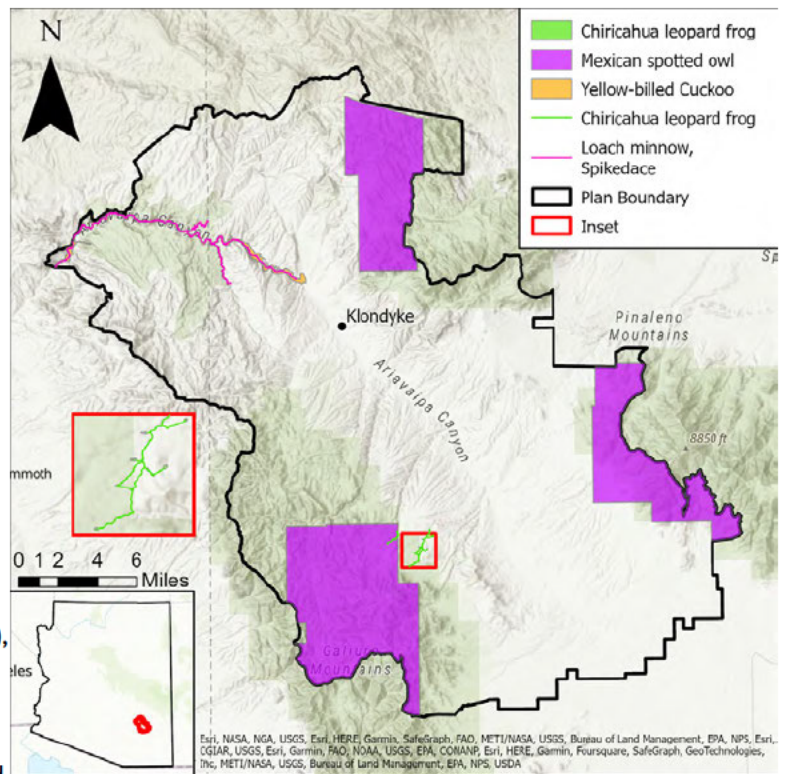 N
Chiricahua leopard frog
Mexican spotted owl
Yellow-billed Cuckoo
Chiricahua leopard frog
Loach minnow,
Spikedace
Plan Boundary
Inset
Sp
Klondyke
Pinaleno
Mountains
Ariavaipa Canyon
8850 ft
mmoth
0 1 2 4 6
Miles
Galiuro
Mountains
),
eles
Esri, NASA, NGA, USGS, Esri, HERE, Garmin, SafeGraph, FAO, METI/NASA, USGS, Bureau of Land Management, EPA, NPS, Esri,
CGIAR, USGS, Esri, Garmin, FAO, NOAA, USGS, EPA, CONANP, Esri, HERE, Garmin, Foursquare, SafeGraph, GeoTechnologies,
Inc, METI/NASA, USGS, Bureau of Land Management, EPA, NPS, USDA